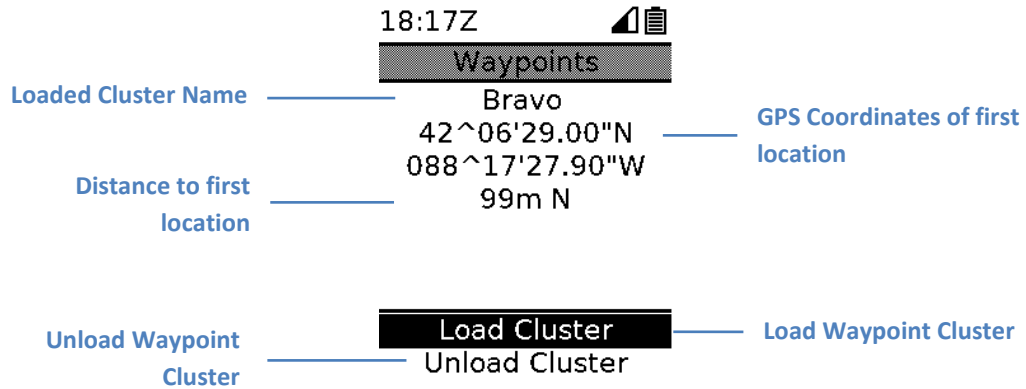 18:17Z
Waypoints
Loaded Cluster Name
Bravo
42^06'29.00"N
GPS Coordinates of first
location
088^17'27.90"W
Distance to first
location
99m N
Load Cluster
Load Waypoint Cluster
Unload Waypoint
Cluster
Unload Cluster